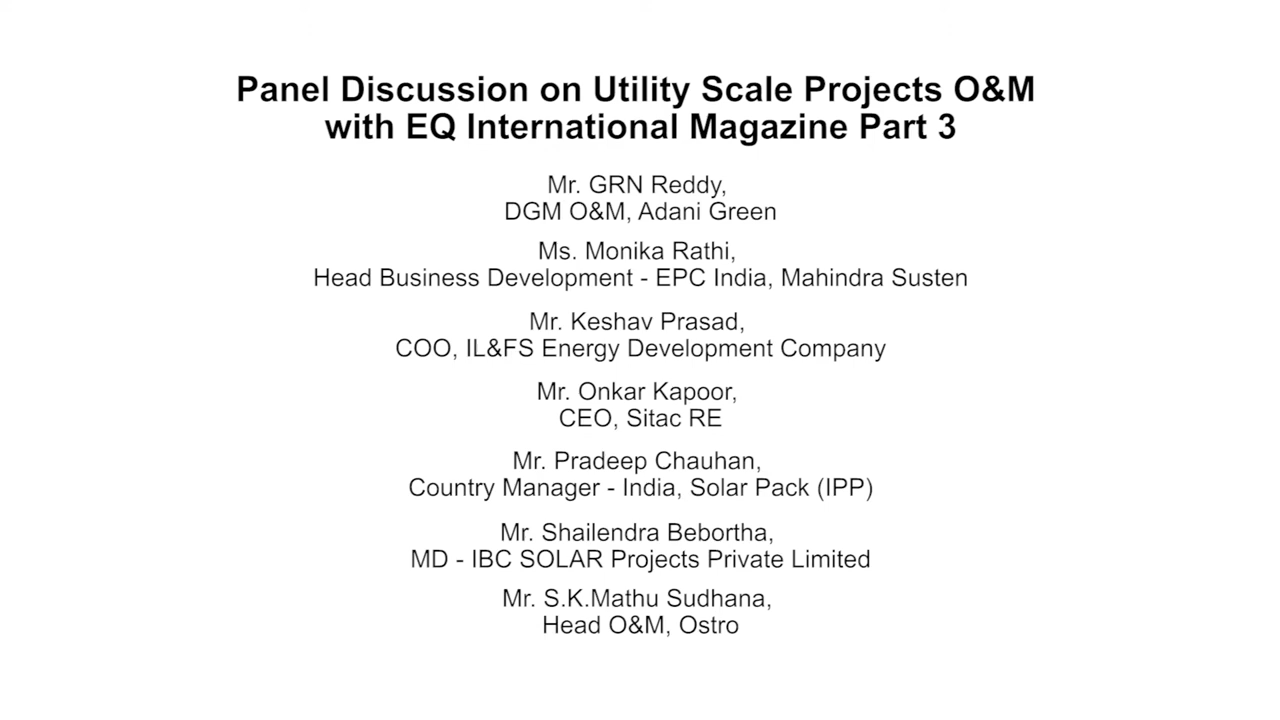 Panel Discussion on Utility Scale Projects O&M
with EQ International Magazine Part 3
Mr. GRN Reddy,
DGM O&M, Adani Green
Ms. Monika Rathi,
Head Business Development - EPC India, Mahindra Susten
Mr. Keshav Prasad,
COO, IL&FS Energy Development Company
Mr. Onkar Kapoor,
CEO, Sitac RE
Mr. Pradeep Chauhan,
Country Manager - India, Solar Pack (IPP)
Mr. Shailendra Bebortha,
MD - IBC SOLAR Projects Private Limited
Mr. S.K.Mathu Sudhana,
Head O&M, Ostro